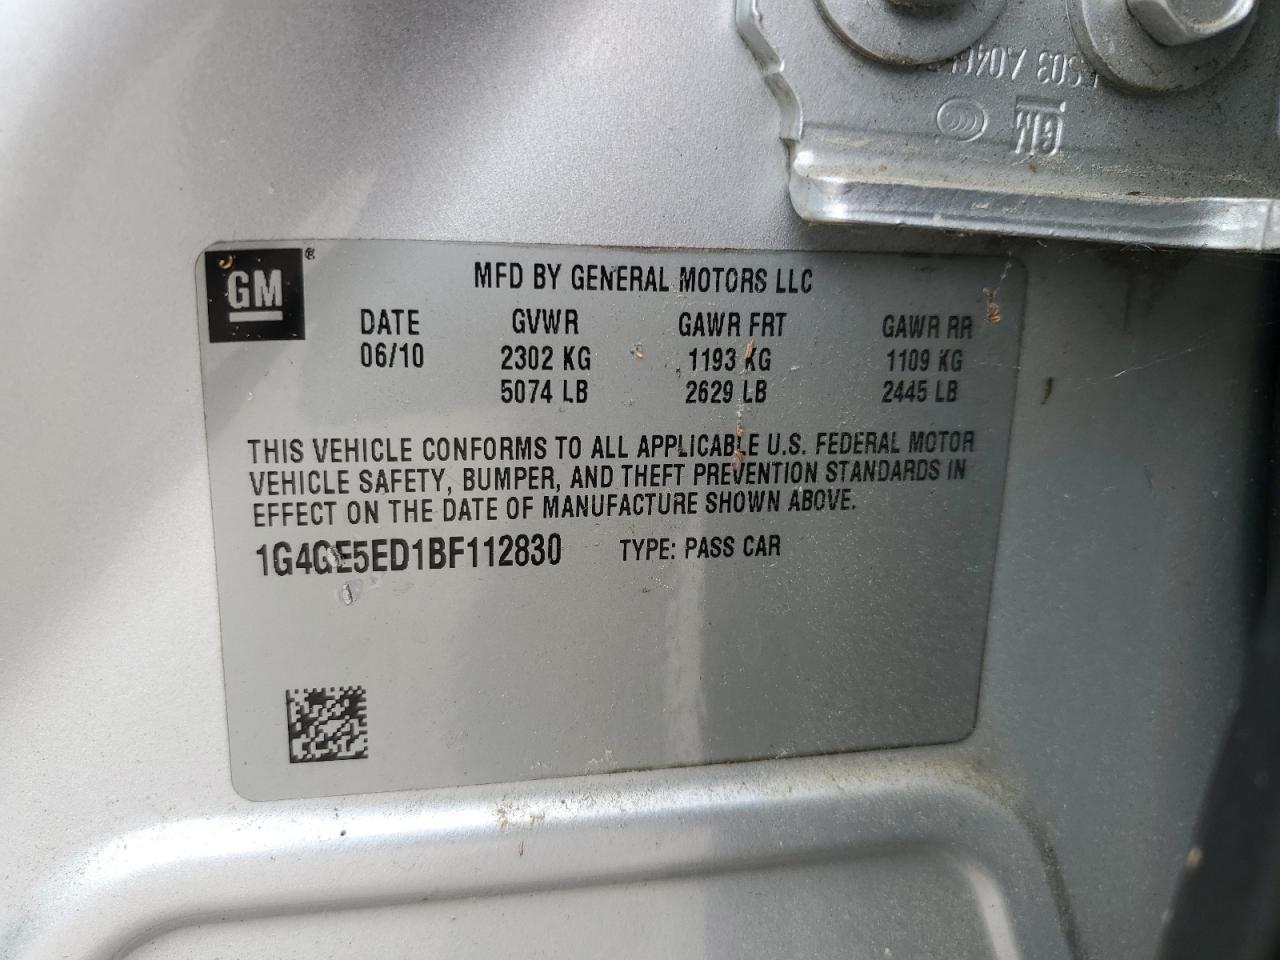 GM
GM ®
MFD BY GENERAL MOTORS LLC
DATE GVWR GAWR FRT GAWR RR
06/10 2302 KG 1193 KG 1109 KG
5074 LB 2629 LB 2445 LB
THIS VEHICLE CONFORMS TO ALL APPLICABLE U.S. FEDERAL MOTOR
VEHICLE SAFETY, BUMPER, AND THEFT PREVENTION STANDARDS IN
EFFECT ON THE DATE OF MANUFACTURE SHOWN ABOVE.
1G4GE5ED1BF112830 TYPE: PASS CAR